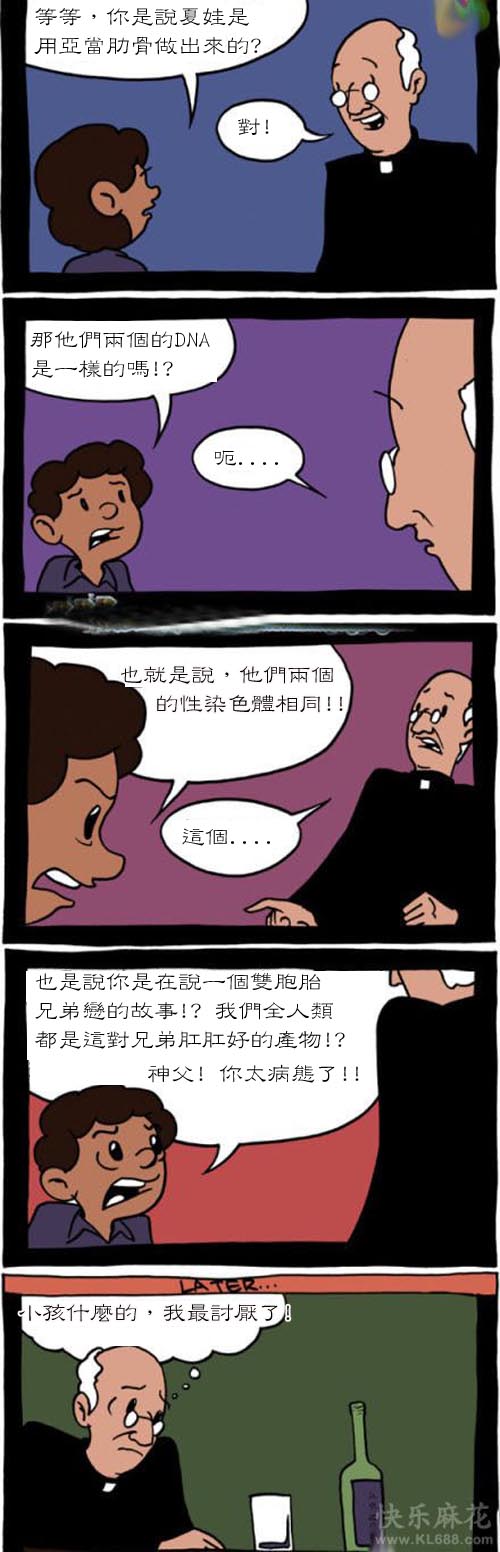 等等，你是說夏娃是
用亞當肋骨做出來的?
對!
那他們兩個的DNA
是一樣的嗎!?
呃....
也就是說，他們兩個
的性染色體相同!!
這個....
也是說你是在說一個雙胞胎
兄弟戀的故事!? 我們全人類
都是這對兄弟肛肛好的產物!?
神父! 你太病態了!!
LATER...
小孩什麼的，我最討厭了!
快乐麻花
www.KL688.com